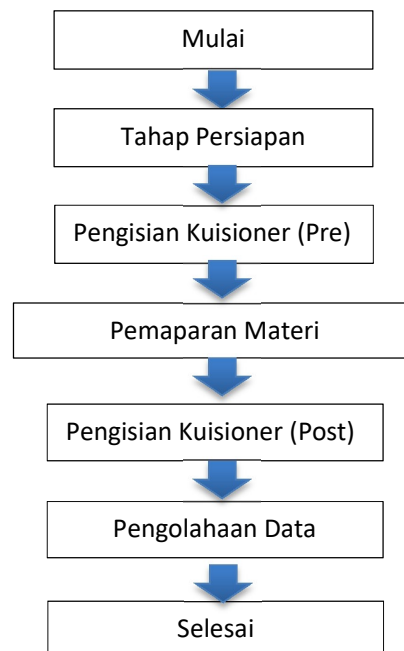 Mulai
Tahap Persiapan
Pengisian Kuisioner (Pre)
Pemaparan Materi
Pengisian Kuisioner (Post)
Pengolahaan Data
Selesai